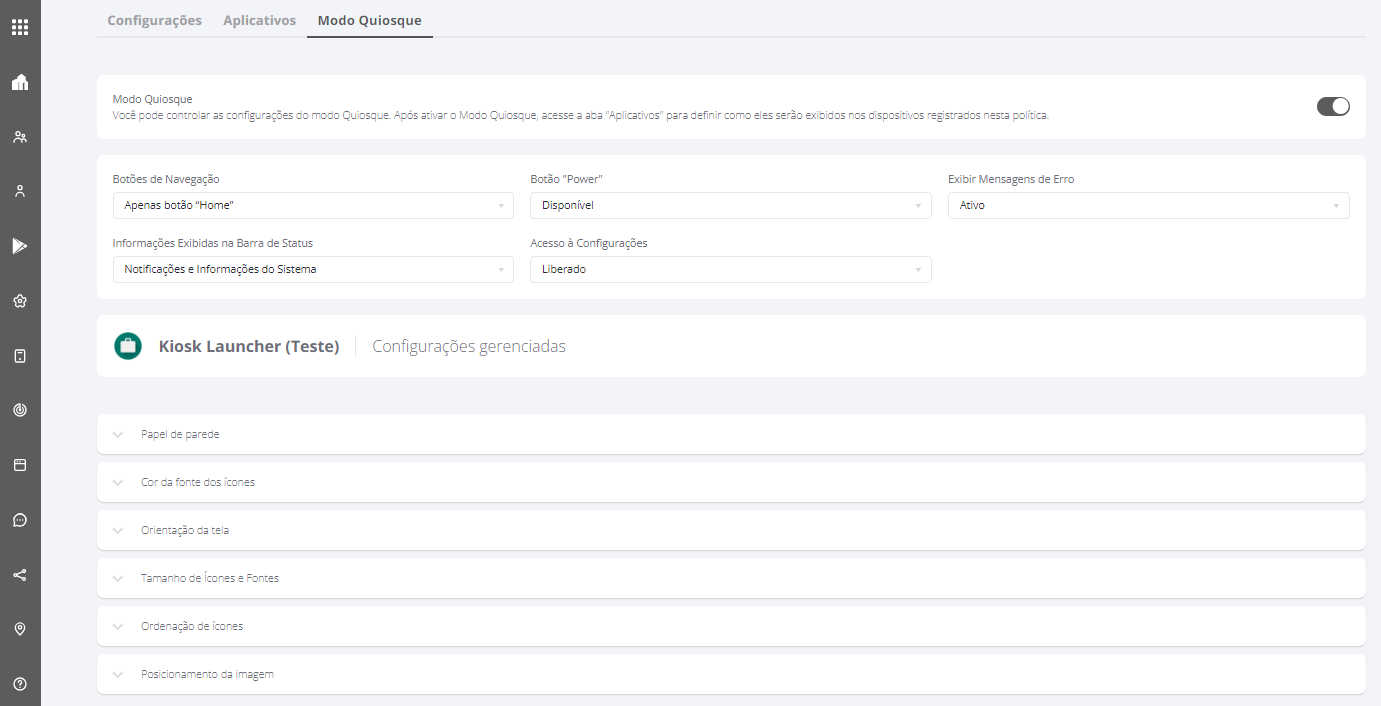 Configurações Aplicativos Modo Quiosque
Modo Quiosque
Você pode controlar as configurações do modo Quiosque. Após ativar o Modo Quiosque, acesse a aba "Aplicativos" para definir como eles serão exibidos nos dispositivos registrados nesta política.
Botões de Navegação Botão "Power" Exibir Mensagens de Erro
Apenas botão “Home” Disponível Ativo
Informações Exibidas na Barra de Status Acesso à Configurações
Notificações e Informações do Sistema Liberado
Kiosk Launcher (Teste) Configurações gerenciadas
Papel de parede
Cor da fonte dos ícones
Orientação da tela
Tamanho de Ícones e Fontes
Ordenação de ícones
Posicionamento da imagem